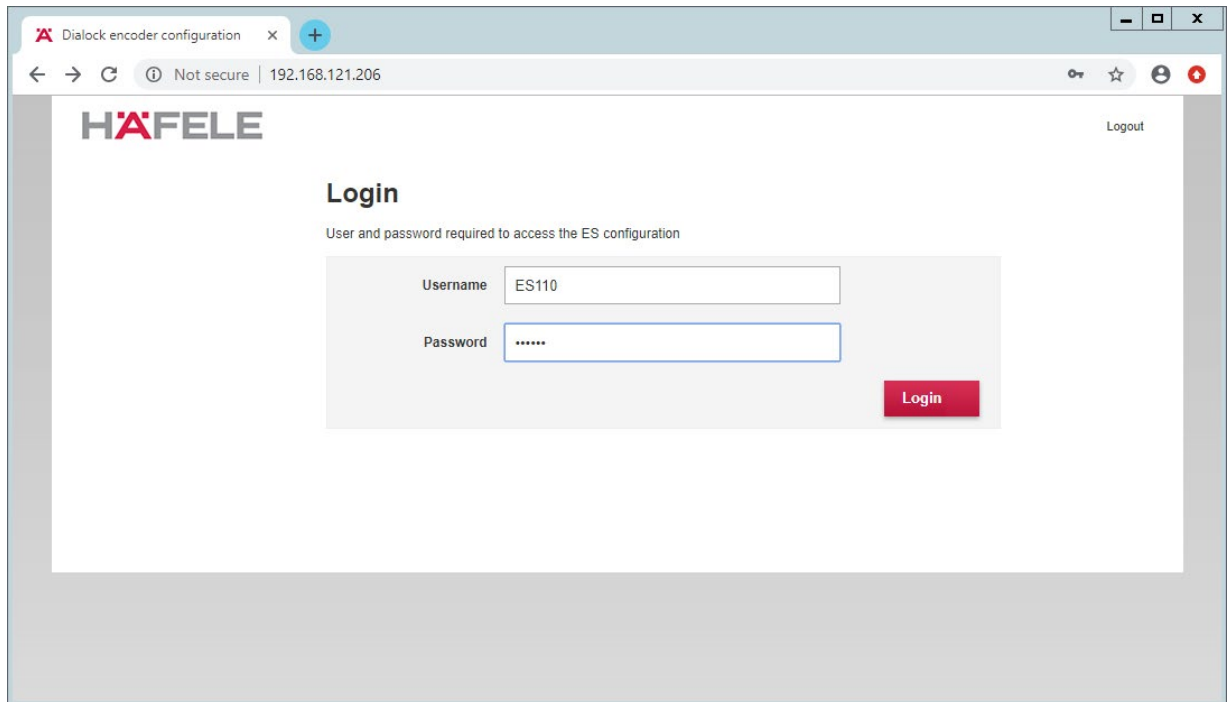 Dialock encoder configuration
Not secure 192.168.121.206
HÄFELE
Logout
Login
User and password required to access the ES configuration
Username ES110
Password ••••••
Login